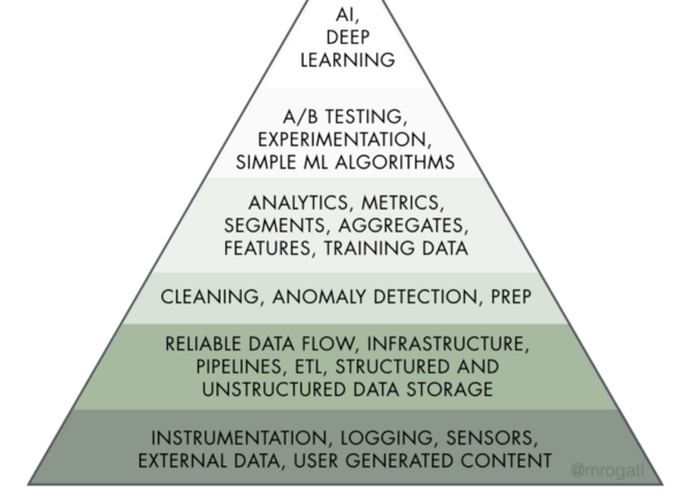 AI,
DEEP
LEARNING
A/B TESTING,
EXPERIMENTATION,
SIMPLE ML ALGORITHMS
ANALYTICS, METRICS,
SEGMENTS, AGGREGATES,
FEATURES, TRAINING DATA
CLEANING, ANOMALY DETECTION, PREP
RELIABLE DATA FLOW, INFRASTRUCTURE,
PIPELINES, ETL, STRUCTURED AND
UNSTRUCTURED DATA STORAGE
INSTRUMENTATION, LOGGING, SENSORS,
EXTERNAL DATA, USER GENERATED CONTENT
@mrogati